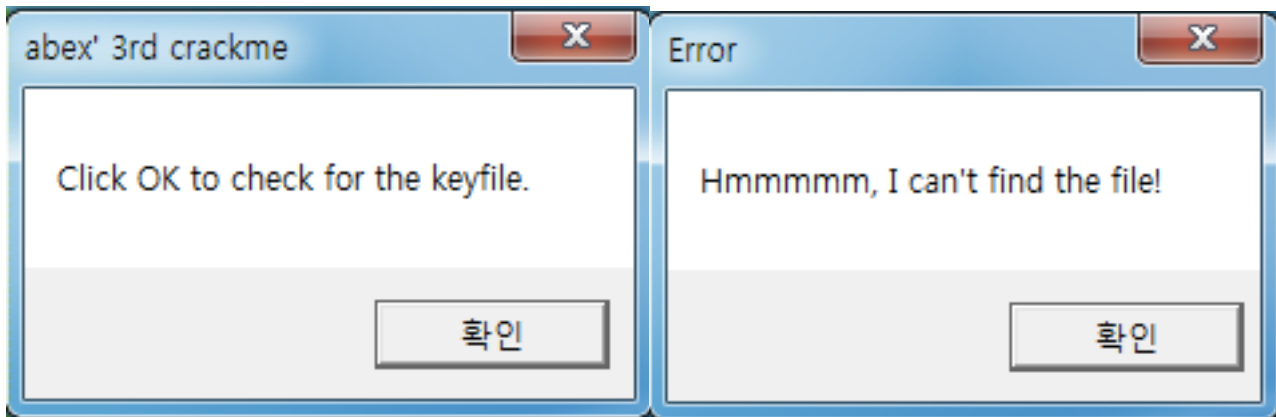 abex' 3rd crackme
Click OK to check for the keyfile.
확인
Error
Hmmmmm, I can't find the file!
확인